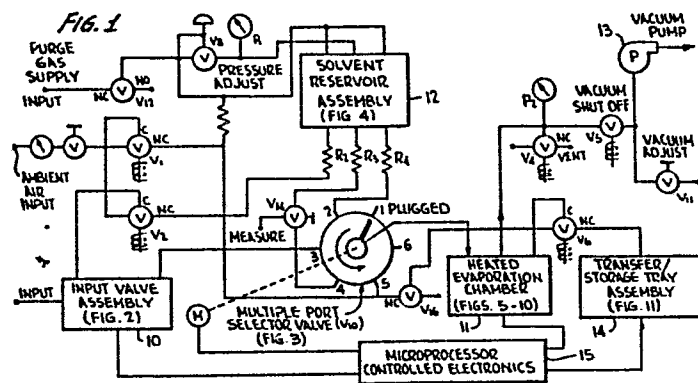 FIG. 1
PURGE
GAS
SUPPLY
INPUT
NC
V
NO
V12
V8
V
R
PRESSURE
ADJUST
SOLVENT
RESERVOIR
ASSEMBLY
(FIG 4)
12
13
P
VACUUM
PUMP
VACUUM
SHUT OFF
P2
V
V5
V
NC
VENT
V4
VACUUM
ADJUST
V
V11
AMBIENT
AIR
INPUT
V
C
V
NC
V1
C
V
NC
V2
R2
R3
R4
V14
V
MEASURE
1 PLUGGED
2
3
4
5
6
MULTIPLE PORT
SELECTOR VALVE (V10)
(FIG. 3)
NC
V
V16
INPUT
INPUT VALVE
ASSEMBLY
(FIG. 2)
10
M
HEATED
EVAPORATION
CHAMBER
(FIGS. 5-10)
11
C
V
NC
V6
TRANSFER/
STORAGE TRAY
ASSEMBLY
(FIG. 11)
14
MICROPROCESSOR
CONTROLLED ELECTRONICS
15